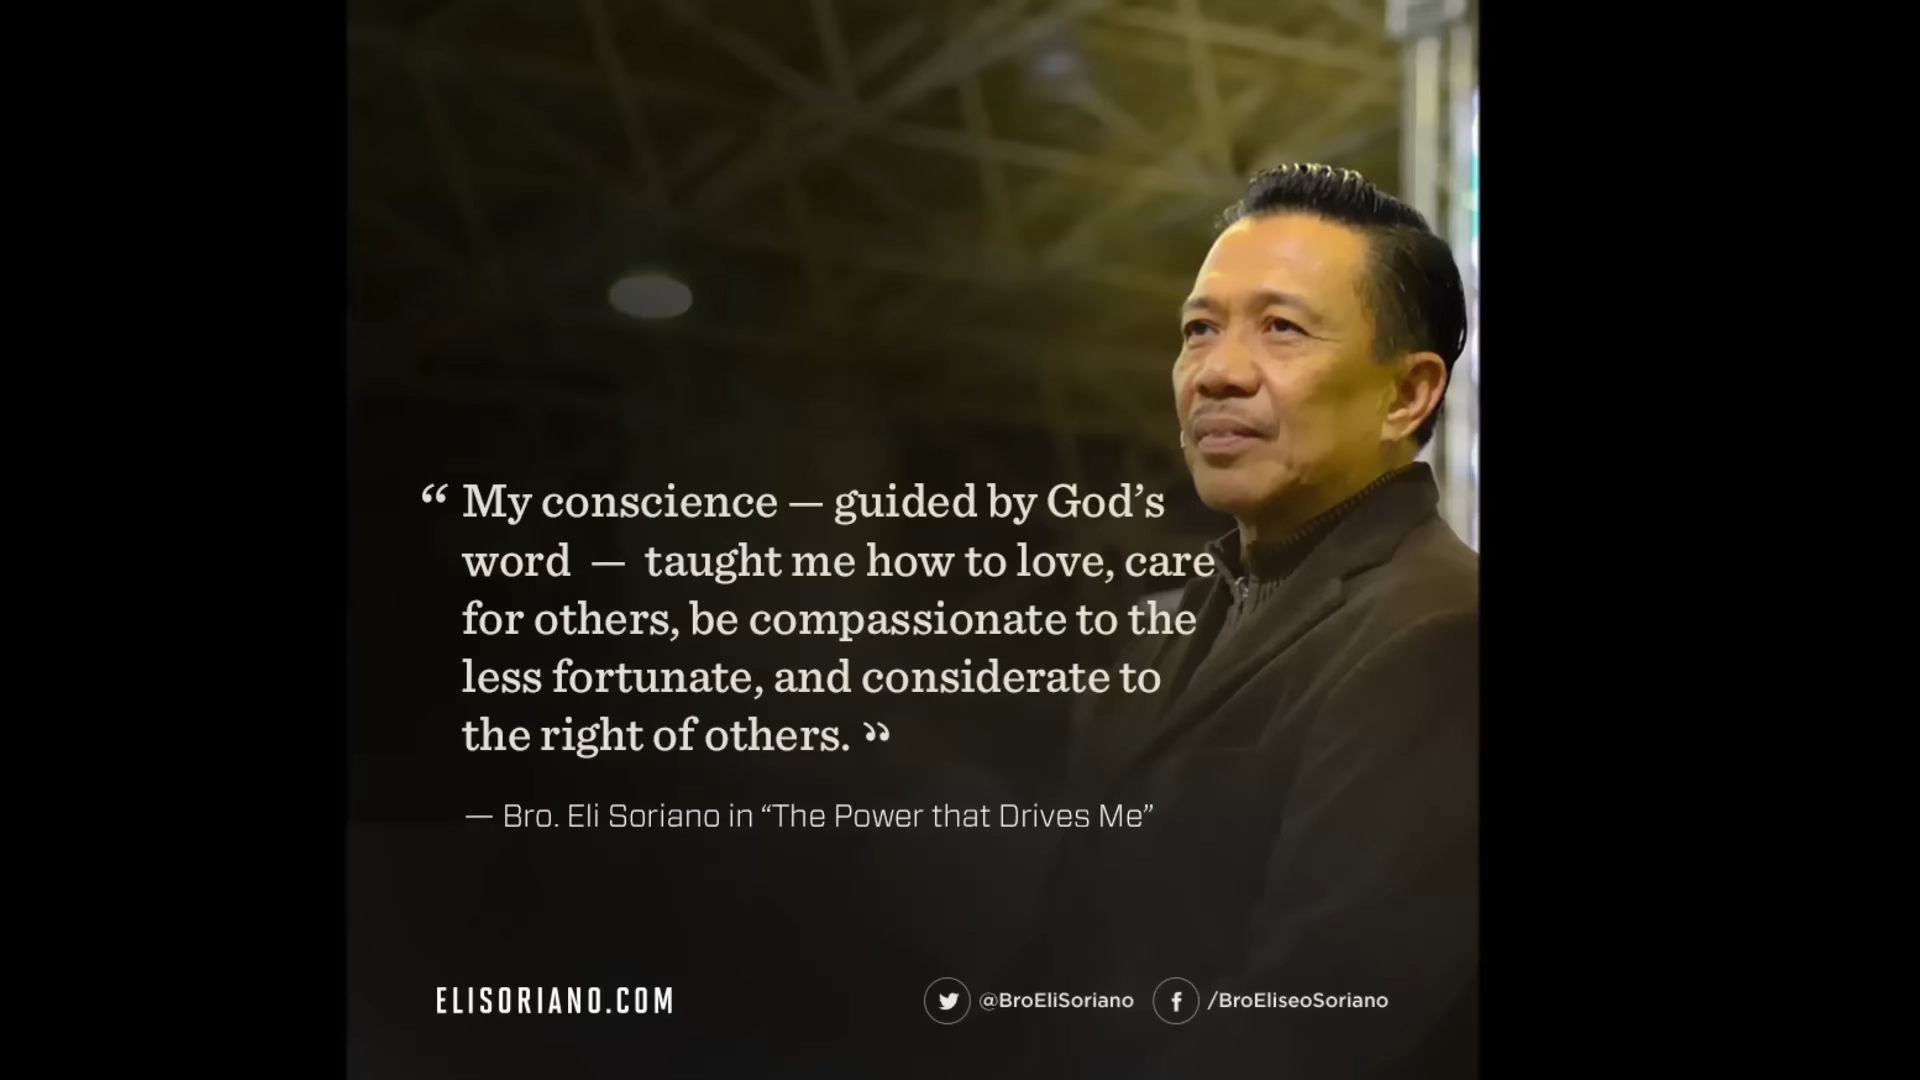 “ My conscience — guided by God’s
word — taught me how to love, care
for others, be compassionate to the
less fortunate, and considerate to
the right of others. ”
— Bro. Eli Soriano in “The Power that Drives Me”
ELISORIANO.COM @BroEliSoriano /BroEliseoSoriano